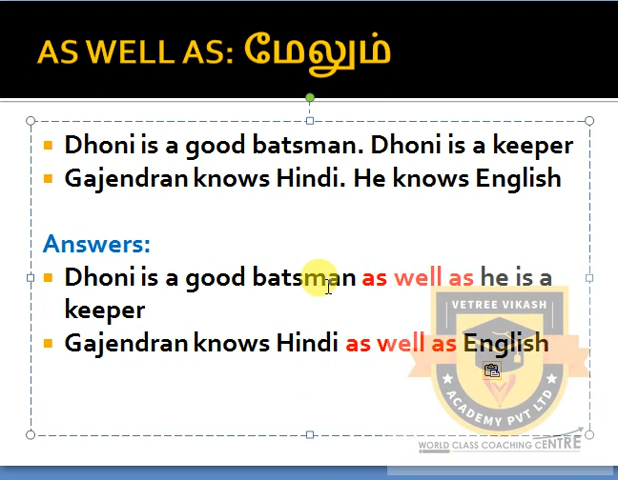 AS WELL AS: மேலும்
Dhoni is a good batsman. Dhoni is a keeper
Gajendran knows Hindi. He knows English
Answers:
Dhoni is a good batsman as well as he is a
keeper
Gajendran knows Hindi as well as English
VETREE VIKASH
ACADEMY PVT LTD
WORLD CLASS COACHING CENTRE